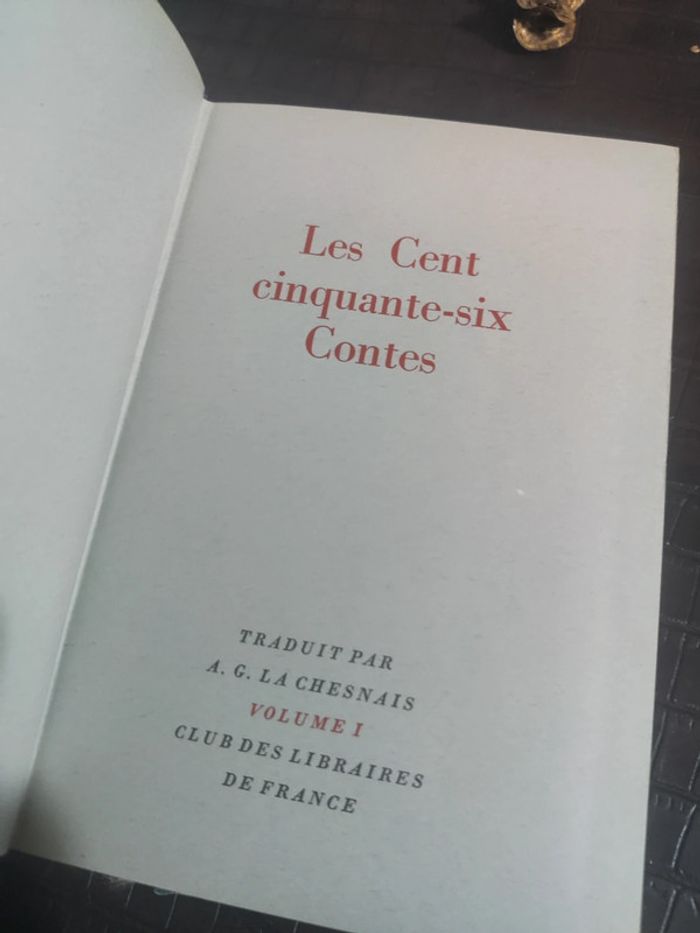 Les Cent
cinquante-six
Contes
TRADUIT PAR
A. G. LA CHESNAIS
VOLUME I
CLUB DES LIBRAIRES
DE FRANCE